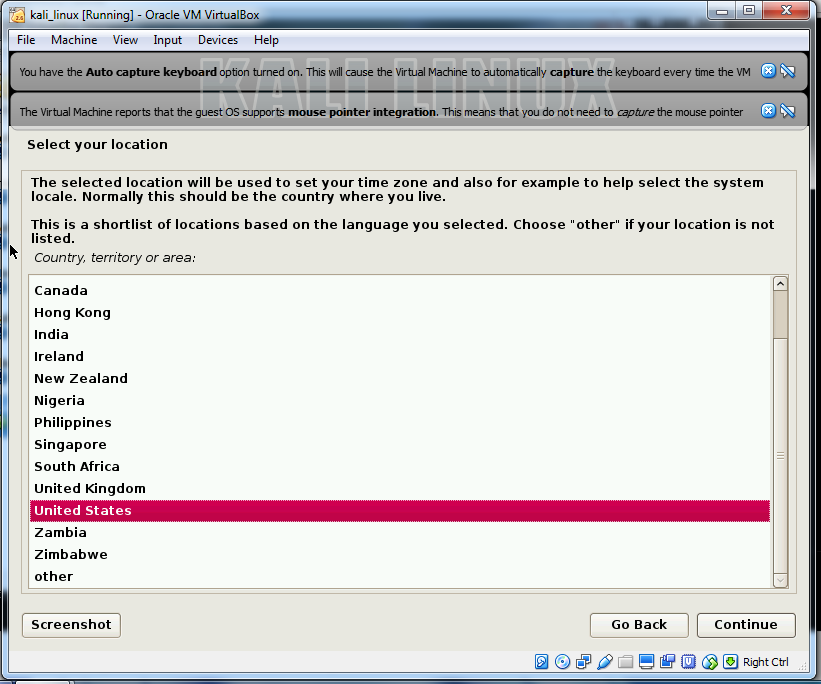 kali_linux [Running] - Oracle VM VirtualBox
File Machine View Input Devices Help
KALI LINUX
You have the Auto capture keyboard option turned on. This will cause the Virtual Machine to automatically capture the keyboard every time the VM
The Virtual Machine reports that the guest OS supports mouse pointer integration. This means that you do not need to capture the mouse pointer
Select your location
The selected location will be used to set your time zone and also for example to help select the system
locale. Normally this should be the country where you live.
This is a shortlist of locations based on the language you selected. Choose "other" if your location is not
listed.
Country, territory or area:
Canada
Hong Kong
India
Ireland
New Zealand
Nigeria
Philippines
Singapore
South Africa
United Kingdom
United States
Zambia
Zimbabwe
other
Screenshot Go Back Continue
Right Ctrl